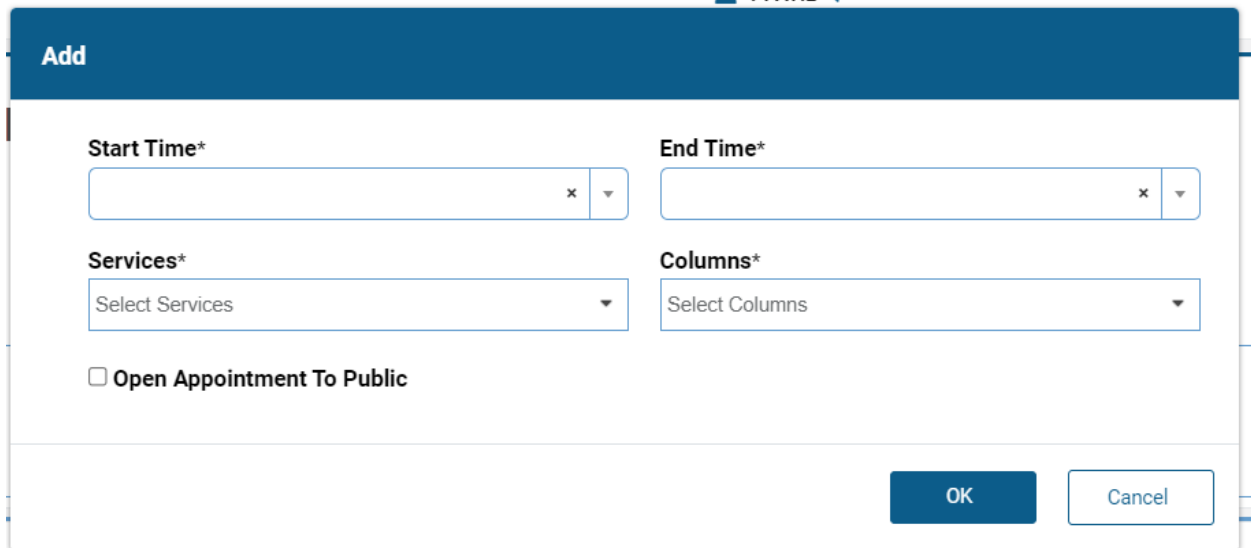 Add
Start Time* End Time*
× ×
Services* Columns*
Select Services Select Columns
Open Appointment To Public
OK Cancel